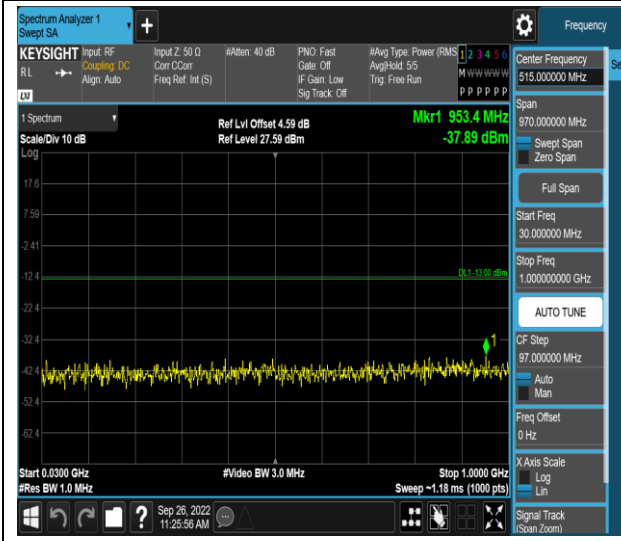 Spectrum Analyzer 1
Swept SA
+
Frequency
KEYSIGHT
RL
LXI
Input: RF
Coupling: DC
Align: Auto
Input Z: 50 Ω
Corr CCorr
Freq Ref: Int (S)
#Atten: 40 dB
PNO: Fast
Gate: Off
IF Gain: Low
Sig Track: Off
#Avg Type: Power (RMS
Avg|Hold: 5/5
Trig: Free Run
1 2 3 4 5 6
M W W W W W
P P P P P P
1 Spectrum
Scale/Div 10 dB
Log
Ref Lvl Offset 4.59 dB
Ref Level 27.59 dBm
Mkr1 953.4 MHz
-37.89 dBm
17.6
7.59
-2.41
-12.4
DL1 -13.00 dBm
-22.4
-32.4
1
-42.4
-52.4
-62.4
Start 0.0300 GHz
#Video BW 3.0 MHz
Stop 1.0000 GHz
#Res BW 1.0 MHz
Sweep ~1.18 ms (1000 pts)
Center Frequency
515.000000 MHz
Se
Span
970.000000 MHz
Swept Span
Zero Span
Full Span
Start Freq
30.000000 MHz
Stop Freq
1.000000000 GHz
AUTO TUNE
CF Step
97.000000 MHz
Auto
Man
Freq Offset
0 Hz
X Axis Scale
Log
Lin
Signal Track
(Span Zoom)
?
Sep 26, 2022
11:25:56 AM